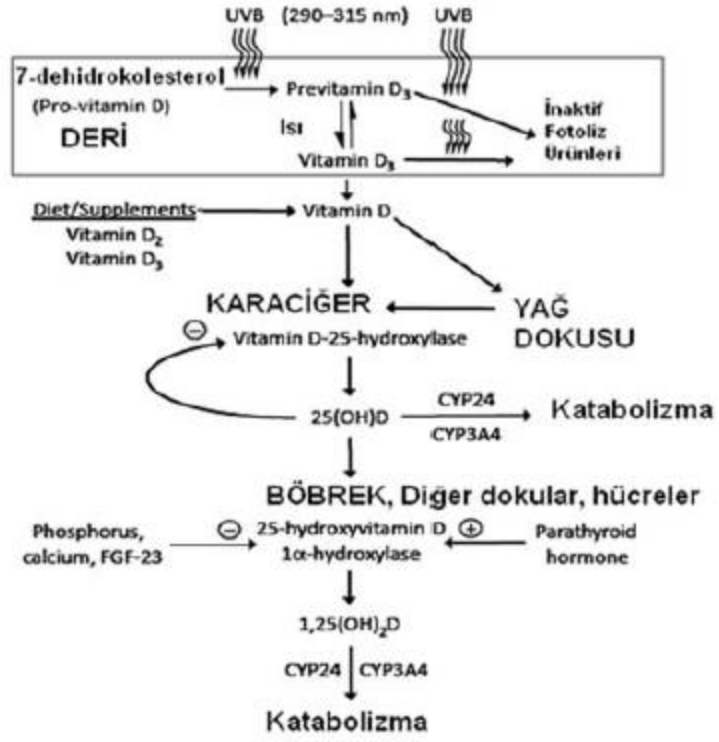 UVB (290–315 nm) UVB
7-dehidrokolesterol
(Pro-vitamin D)
DERİ
Previtamin D₃
Isı
Vitamin D₃
İnaktif
Fotoliz
Ürünleri
Diet/Supplements
Vitamin D₂
Vitamin D₃
Vitamin D
KARACİĞER
YAĞ
DOKUSU
⊖ Vitamin D-25-hydroxylase
25(OH)D
CYP24
CYP3A4
Katabolizma
BÖBREK, Diğer dokular, hücreler
Phosphorus,
calcium, FGF-23
⊖ 25-hydroxyvitamin D ⊕
1α-hydroxylase
Parathyroid
hormone
1,25(OH)₂D
CYP24 CYP3A4
Katabolizma